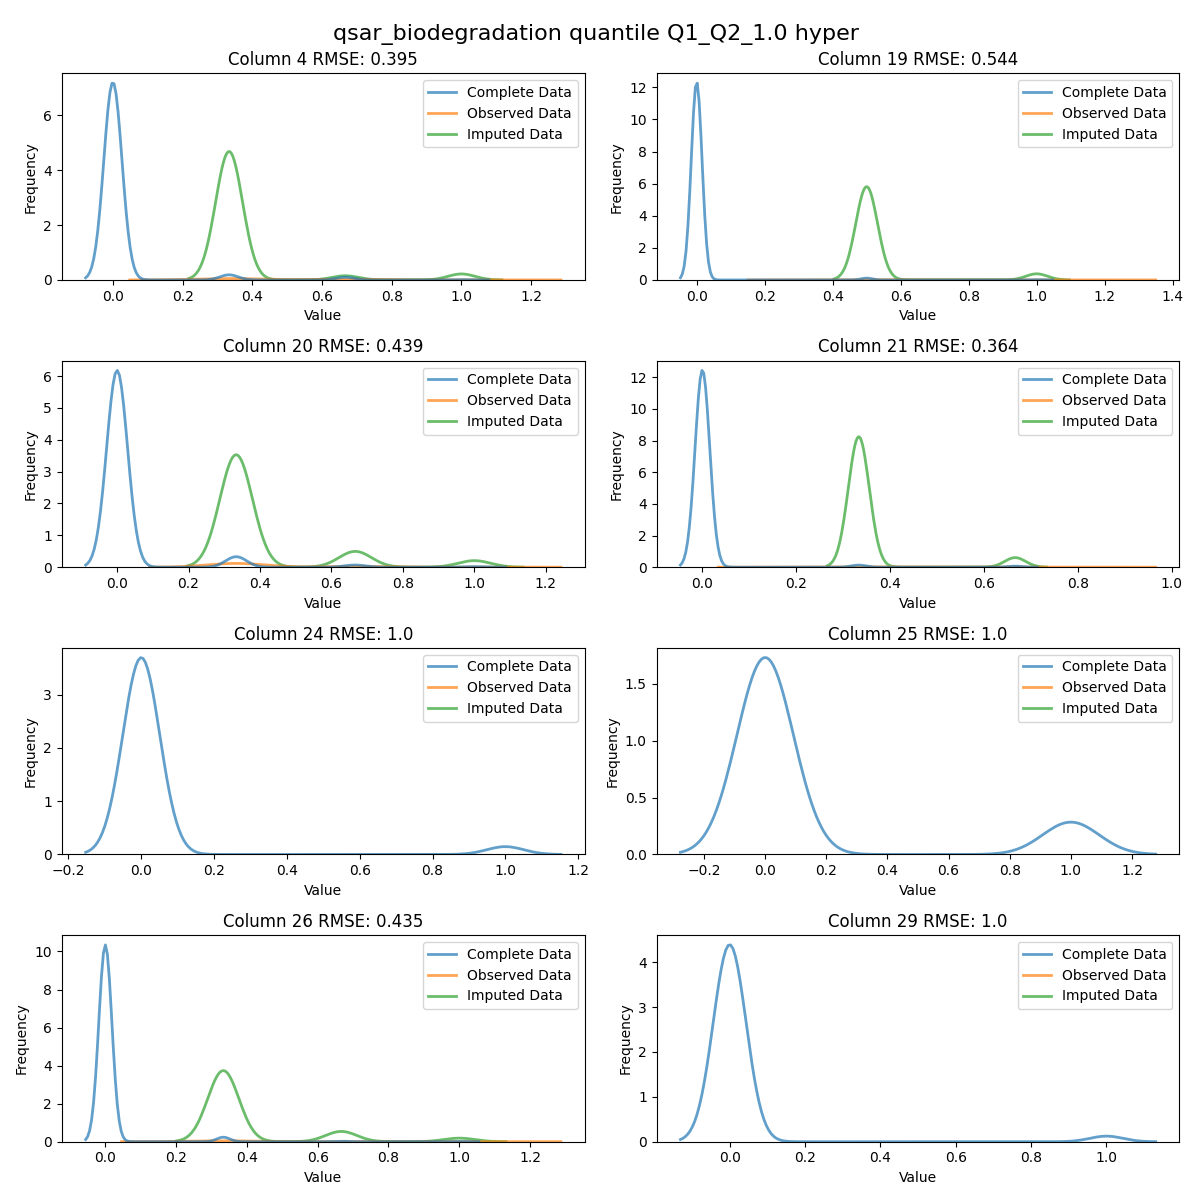 qsar_biodegradation quantile Q1_Q2_1.0 hyper
Column 4 RMSE: 0.395
Frequency
6
4
2
0
Complete Data
Observed Data
Imputed Data
0.0 0.2 0.4 0.6 0.8 1.0 1.2
Value
Column 19 RMSE: 0.544
Frequency
12
10
8
6
4
2
0
Complete Data
Observed Data
Imputed Data
0.0 0.2 0.4 0.6 0.8 1.0 1.2 1.4
Value
Column 20 RMSE: 0.439
Frequency
6
5
4
3
2
1
0
Complete Data
Observed Data
Imputed Data
0.0 0.2 0.4 0.6 0.8 1.0 1.2
Value
Column 21 RMSE: 0.364
Frequency
12
10
8
6
4
2
0
Complete Data
Observed Data
Imputed Data
0.0 0.2 0.4 0.6 0.8 1.0
Value
Column 24 RMSE: 1.0
Frequency
3
2
1
0
Complete Data
Observed Data
Imputed Data
−0.2 0.0 0.2 0.4 0.6 0.8 1.0 1.2
Value
Column 25 RMSE: 1.0
Frequency
1.5
1.0
0.5
0.0
Complete Data
Observed Data
Imputed Data
−0.2 0.0 0.2 0.4 0.6 0.8 1.0 1.2
Value
Column 26 RMSE: 0.435
Frequency
10
8
6
4
2
0
Complete Data
Observed Data
Imputed Data
0.0 0.2 0.4 0.6 0.8 1.0 1.2
Value
Column 29 RMSE: 1.0
Frequency
4
3
2
1
0
Complete Data
Observed Data
Imputed Data
0.0 0.2 0.4 0.6 0.8 1.0
Value